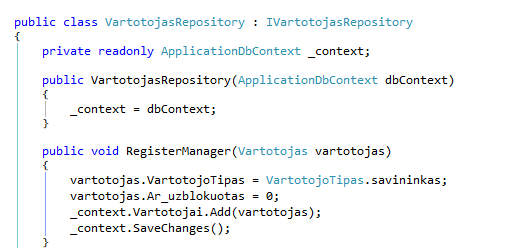 public class VartotojasRepository : IVartotojasRepository
{
private readonly ApplicationDbContext _context;
public VartotojasRepository(ApplicationDbContext dbContext)
{
_context = dbContext;
}
public void RegisterManager(Vartotojas vartotojas)
{
vartotojas.VartotojoTipas = VartotojoTipas.savininkas;
vartotojas.Ar_uzblokuotas = 0;
_context.Vartotojai.Add(vartotojas);
_context.SaveChanges();
}